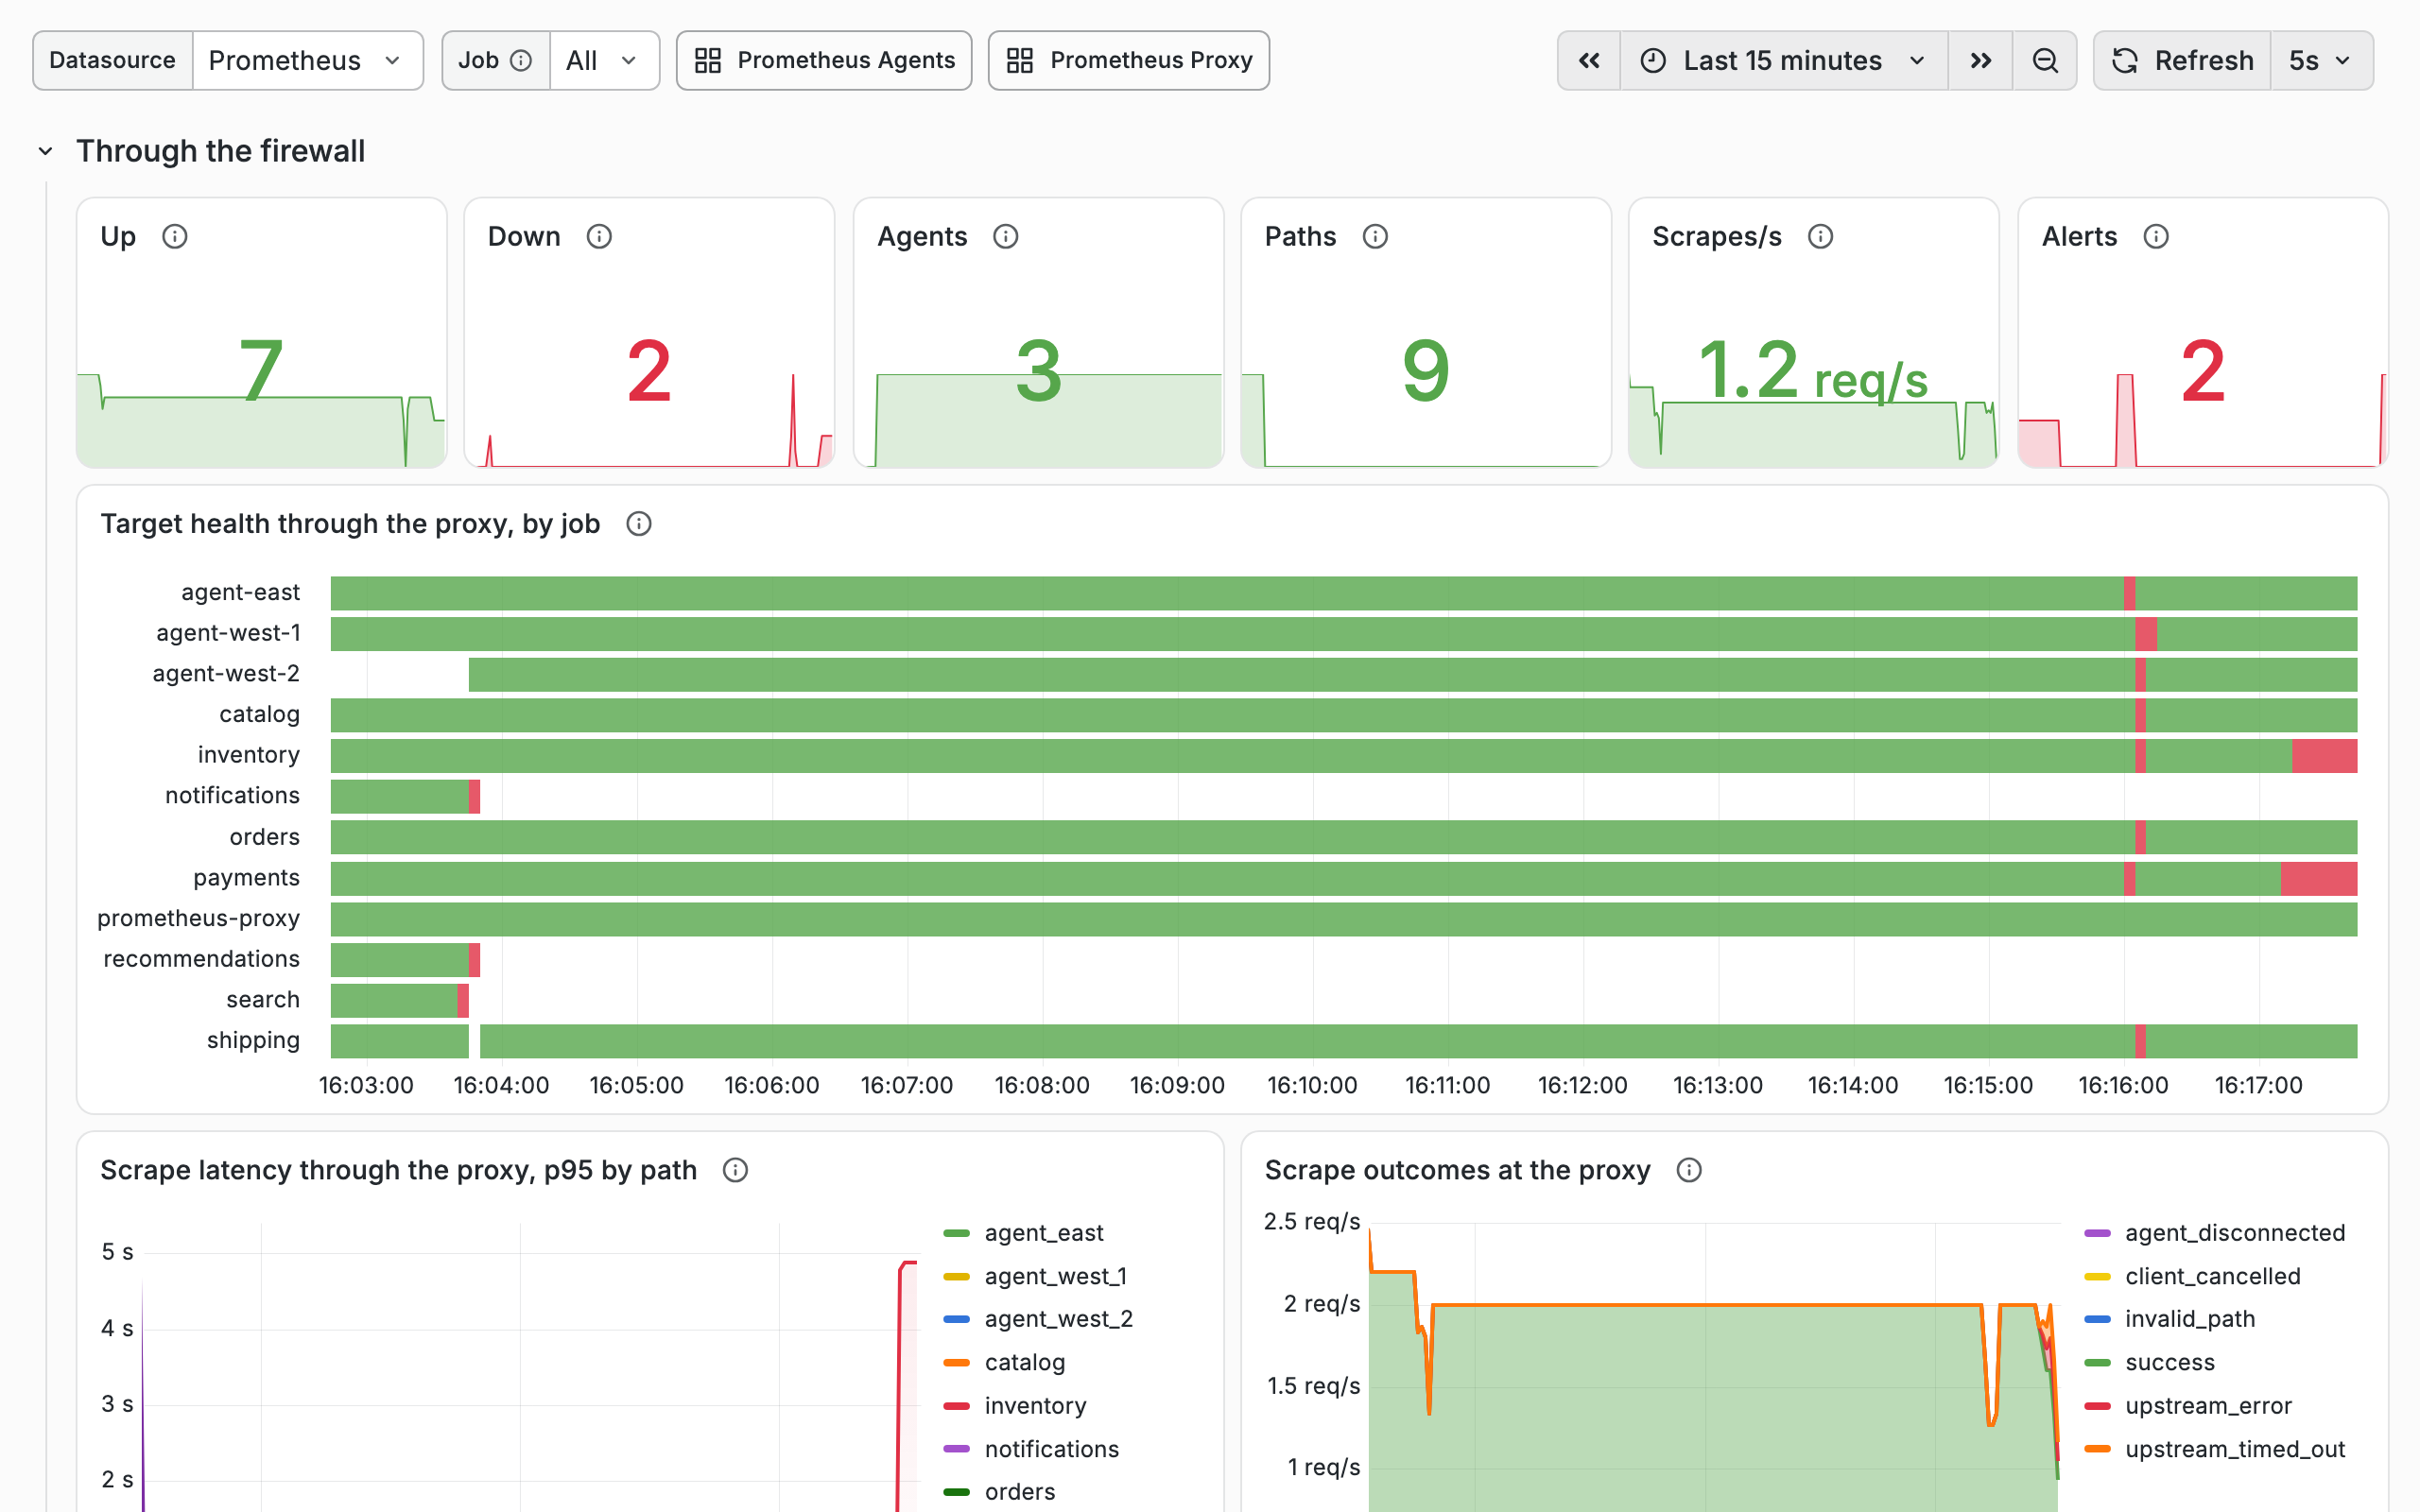 Datasource Prometheus Job All Prometheus Agents Prometheus Proxy Last 15 minutes Refresh 5s
Through the firewall
Up Down Agents Paths Scrapes/s Alerts
7 2 3 9 1.2 req/s 2
Target health through the proxy, by job
agent-east
agent-west-1
agent-west-2
catalog
inventory
notifications
orders
payments
prometheus-proxy
recommendations
search
shipping
16:03:00 16:04:00 16:05:00 16:06:00 16:07:00 16:08:00 16:09:00 16:10:00 16:11:00 16:12:00 16:13:00 16:14:00 16:15:00 16:16:00 16:17:00
Scrape latency through the proxy, p95 by path
5 s
4 s
3 s
2 s
agent_east
agent_west_1
agent_west_2
catalog
inventory
notifications
orders
Scrape outcomes at the proxy
2.5 req/s
2 req/s
1.5 req/s
1 req/s
agent_disconnected
client_cancelled
invalid_path
success
upstream_error
upstream_timed_out